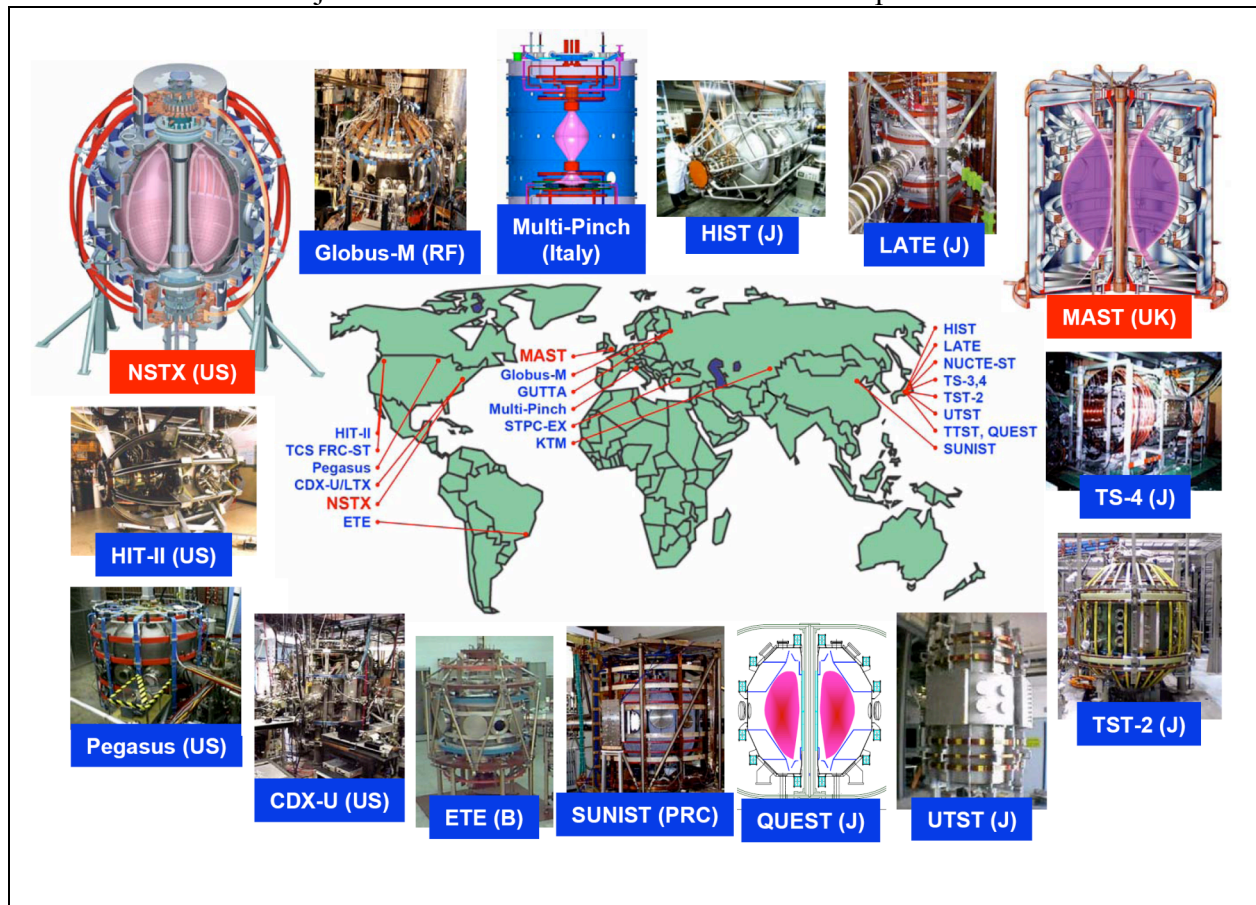 Globus-M (RF)
Multi-Pinch
(Italy)
HIST (J)
LATE (J)
NSTX (US)
MAST (UK)
MAST
Globus-M
GUTTA
Multi-Pinch
STPC-EX
KTM
HIST
LATE
NUCTE-ST
TS-3,4
TST-2
UTST
TTST, QUEST
SUNIST
HIT-II
TCS FRC-ST
Pegasus
CDX-U/LTX
NSTX
ETE
HIT-II (US)
TS-4 (J)
Pegasus (US)
CDX-U (US)
ETE (B)
SUNIST (PRC)
QUEST (J)
UTST (J)
TST-2 (J)